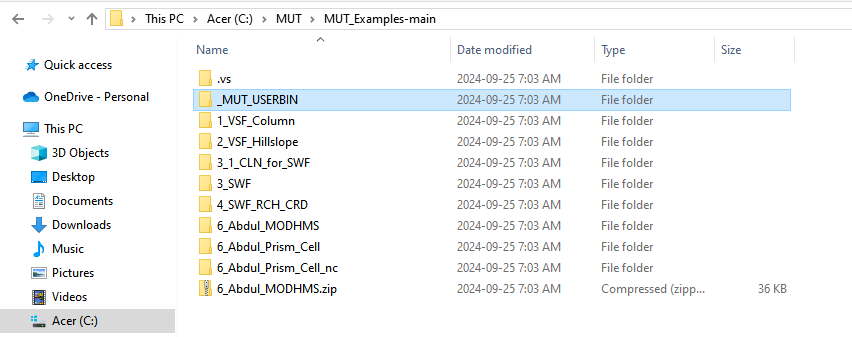 This PC > Acer (C:) > MUT > MUT_Examples-main
Name Date modified Type Size
Quick access
OneDrive - Personal
This PC
3D Objects
Desktop
Documents
Downloads
Music
Pictures
Videos
Acer (C:)
.vs 2024-09-25 7:03 AM File folder
_MUT_USERBIN 2024-09-25 7:03 AM File folder
1_VSF_Column 2024-09-25 7:03 AM File folder
2_VSF_Hillslope 2024-09-25 7:03 AM File folder
3_1_CLN_for_SWF 2024-09-25 7:03 AM File folder
3_SWF 2024-09-25 7:03 AM File folder
4_SWF_RCH_CRD 2024-09-25 7:03 AM File folder
6_Abdul_MODHMS 2024-09-25 7:03 AM File folder
6_Abdul_Prism_Cell 2024-09-25 7:03 AM File folder
6_Abdul_Prism_Cell_nc 2024-09-25 7:03 AM File folder
6_Abdul_MODHMS.zip 2024-09-25 7:03 AM Compressed (zipp... 36 KB